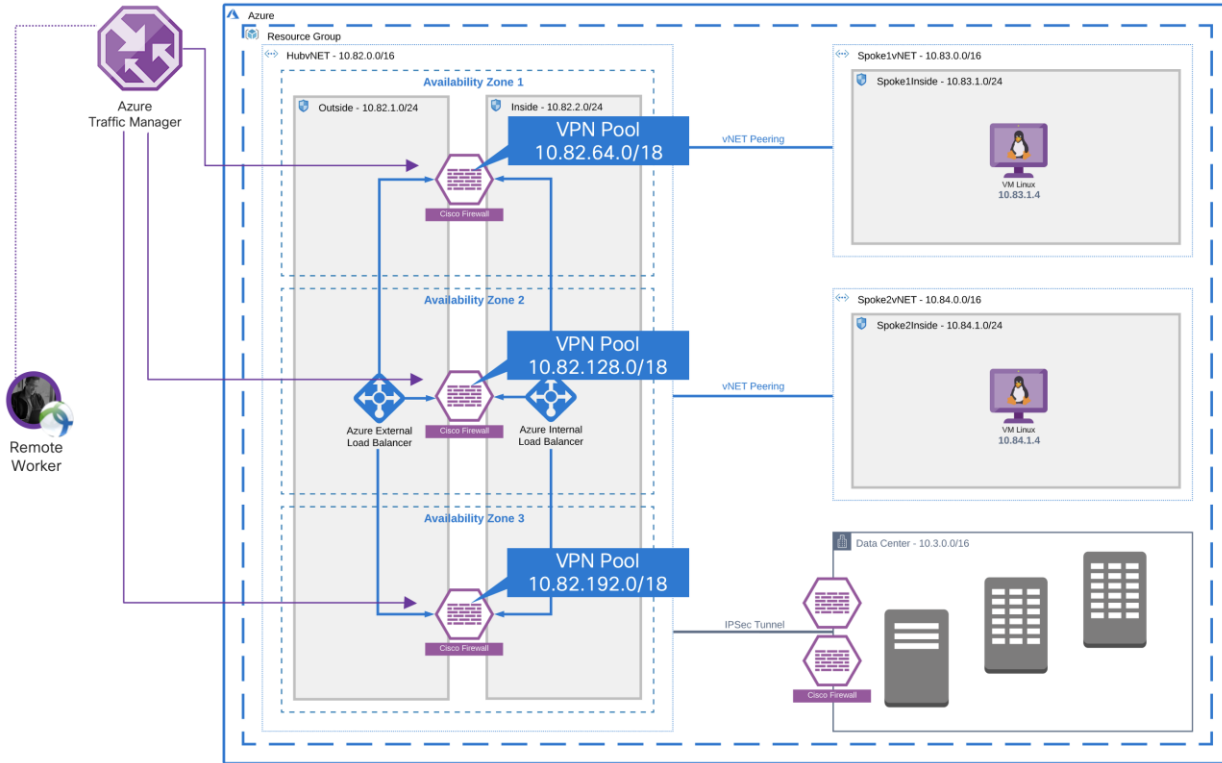 Azure
Resource Group
HubvNET - 10.82.0.0/16
Availability Zone 1
Outside - 10.82.1.0/24
Inside - 10.82.2.0/24
VPN Pool
10.82.64.0/18
Cisco Firewall
Availability Zone 2
VPN Pool
10.82.128.0/18
Cisco Firewall
Azure External
Load Balancer
Azure Internal
Load Balancer
Availability Zone 3
VPN Pool
10.82.192.0/18
Cisco Firewall
Azure
Traffic Manager
Remote
Worker
vNET Peering
Spoke1vNET - 10.83.0.0/16
Spoke1Inside - 10.83.1.0/24
VM Linux
10.83.1.4
vNET Peering
Spoke2vNET - 10.84.0.0/16
Spoke2Inside - 10.84.1.0/24
VM Linux
10.84.1.4
IPSec Tunnel
Data Center - 10.3.0.0/16
Cisco Firewall